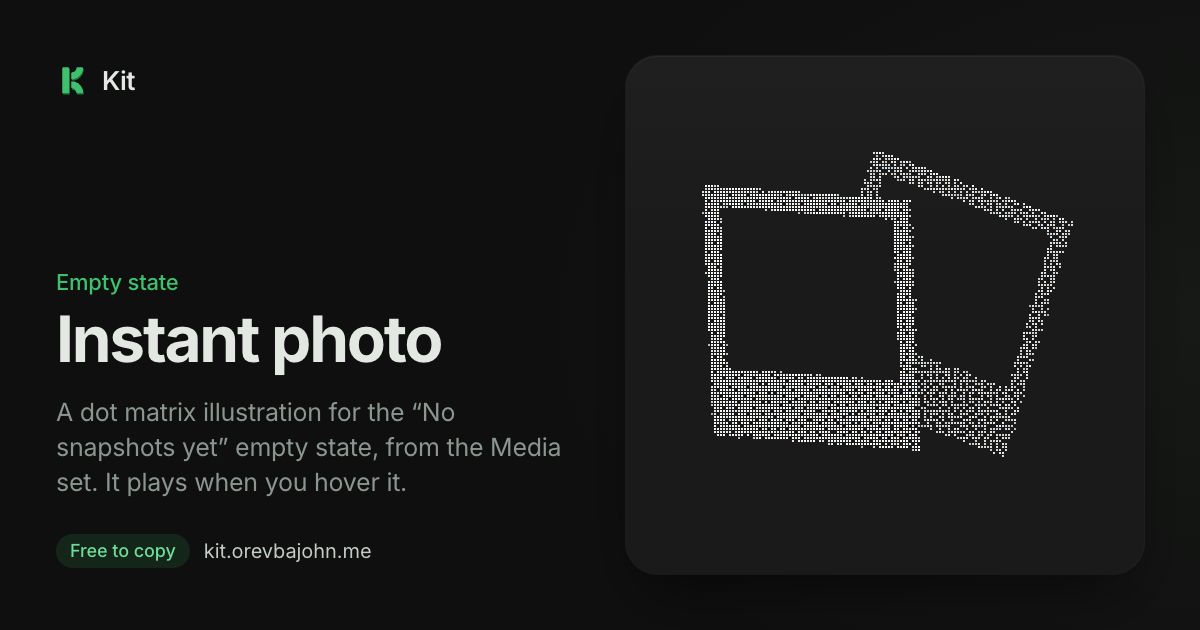 Kit
Empty state
Instant photo
A dot matrix illustration for the “No
snapshots yet” empty state, from the Media
set. It plays when you hover it.
Free to copy
kit.orevbajohn.me